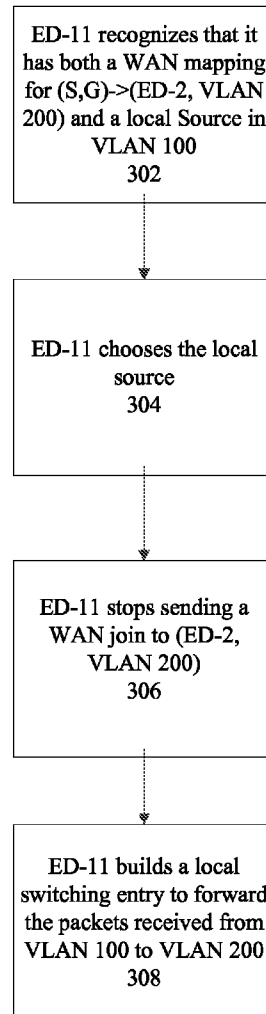 ED-11 recognizes that it
has both a WAN mapping
for (S,G)->(ED-2, VLAN
200) and a local Source in
VLAN 100
302
ED-11 chooses the local
source
304
ED-11 stops sending a
WAN join to (ED-2,
VLAN 200)
306
ED-11 builds a local
switching entry to forward
the packets received from
VLAN 100 to VLAN 200
308